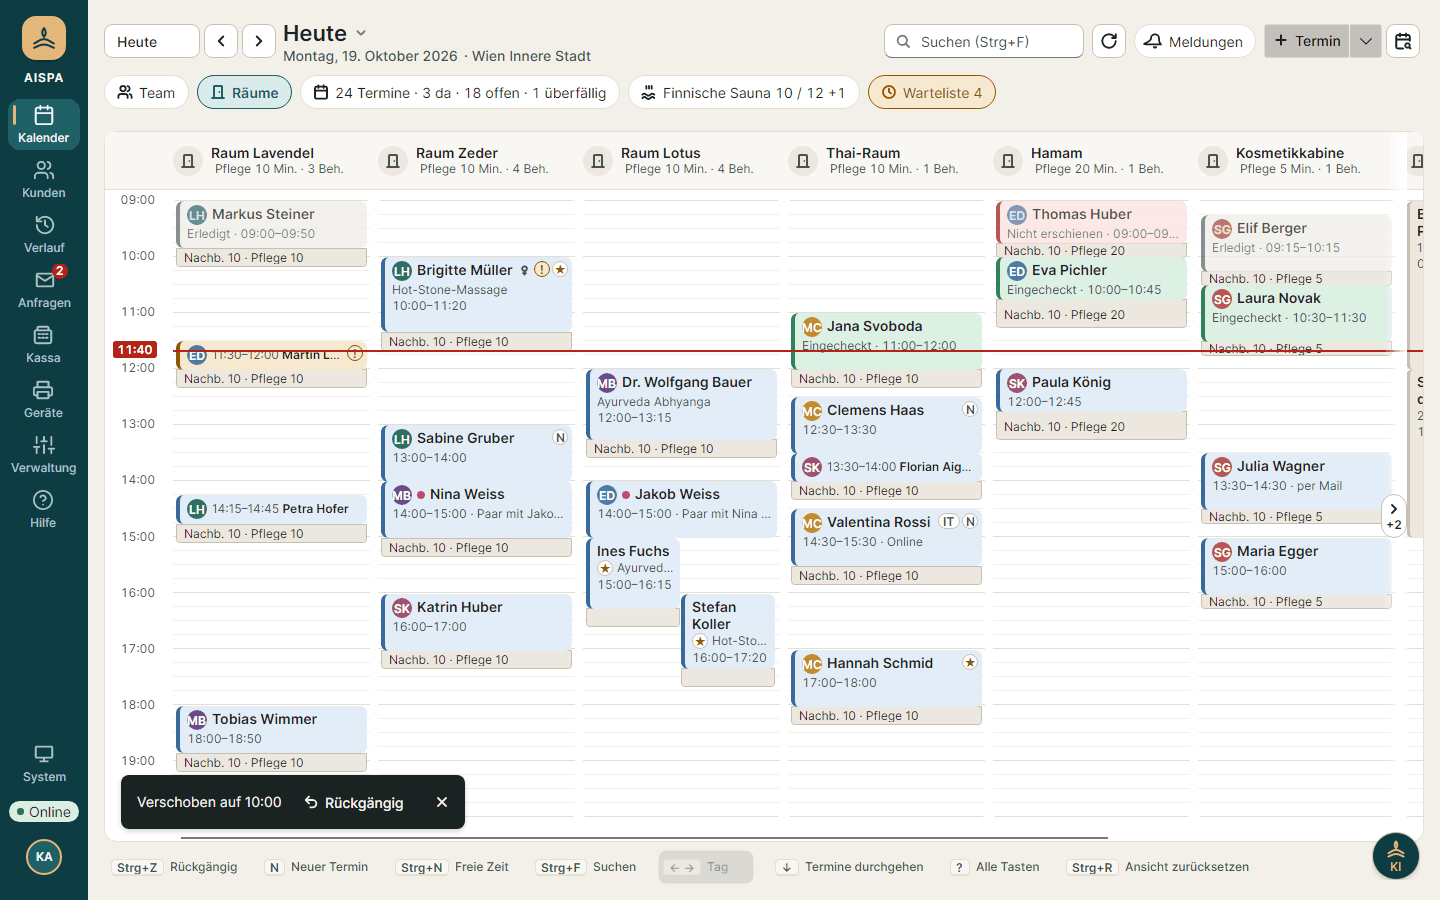 AISPA
Kalender
Kunden
Verlauf
2
Anfragen
Kassa
Geräte
Verwaltung
Hilfe
System
Online
KA
Heute
Heute
Montag, 19. Oktober 2026 · Wien Innere Stadt
Suchen (Strg+F)
Meldungen
+ Termin
Team
Räume
24 Termine · 3 da · 18 offen · 1 überfällig
Finnische Sauna 10 / 12 +1
Warteliste 4
Raum Lavendel
Pflege 10 Min. · 3 Beh.
Raum Zeder
Pflege 10 Min. · 4 Beh.
Raum Lotus
Pflege 10 Min. · 4 Beh.
Thai-Raum
Pflege 10 Min. · 1 Beh.
Hamam
Pflege 20 Min. · 1 Beh.
Kosmetikkabine
Pflege 5 Min. · 1 Beh.
09:00
10:00
11:00
11:40
12:00
13:00
14:00
15:00
16:00
17:00
18:00
19:00
LH Markus Steiner
Erledigt · 09:00–09:50
Nachb. 10 · Pflege 10
ED 11:30–12:00 Martin L...
Nachb. 10 · Pflege 10
LH 14:15–14:45 Petra Hofer
Nachb. 10 · Pflege 10
MB Tobias Wimmer
18:00–18:50
Nachb. 10 · Pflege 10
LH Brigitte Müller
Hot-Stone-Massage
10:00–11:20
Nachb. 10 · Pflege 10
LH Sabine Gruber N
13:00–14:00
MB Nina Weiss
14:00–15:00 · Paar mit Jako...
Nachb. 10 · Pflege 10
SK Katrin Huber
16:00–17:00
Nachb. 10 · Pflege 10
MB Dr. Wolfgang Bauer
Ayurveda Abhyanga
12:00–13:15
Nachb. 10 · Pflege 10
ED Jakob Weiss
14:00–15:00 · Paar mit Nina ...
Ines Fuchs
Ayurved...
15:00–16:15
Stefan
Koller
Hot-Sto...
16:00–17:20
MC Jana Svoboda
Eingecheckt · 11:00–12:00
Nachb. 10 · Pflege 10
MC Clemens Haas N
12:30–13:30
SK 13:30–14:00 Florian Aig...
Nachb. 10 · Pflege 10
MC Valentina Rossi IT N
14:30–15:30 · Online
Nachb. 10 · Pflege 10
MC Hannah Schmid
17:00–18:00
Nachb. 10 · Pflege 10
ED Thomas Huber
Nicht erschienen · 09:00–09...
Nachb. 10 · Pflege 20
ED Eva Pichler
Eingecheckt · 10:00–10:45
Nachb. 10 · Pflege 20
SK Paula König
12:00–12:45
Nachb. 10 · Pflege 20
SG Elif Berger
Erledigt · 09:15–10:15
Nachb. 10 · Pflege 5
SG Laura Novak
Eingecheckt · 10:30–11:30
Nachb. 10 · Pflege 5
SG Julia Wagner
13:30–14:30 · per Mail
Nachb. 10 · Pflege 5
SG Maria Egger
15:00–16:00
Nachb. 10 · Pflege 5
+2
Verschoben auf 10:00 Rückgängig
Strg+Z Rückgängig N Neuer Termin Strg+N Freie Zeit Strg+F Suchen ← → Tag ↓ Termine durchgehen ? Alle Tasten Strg+R Ansicht zurücksetzen
KI